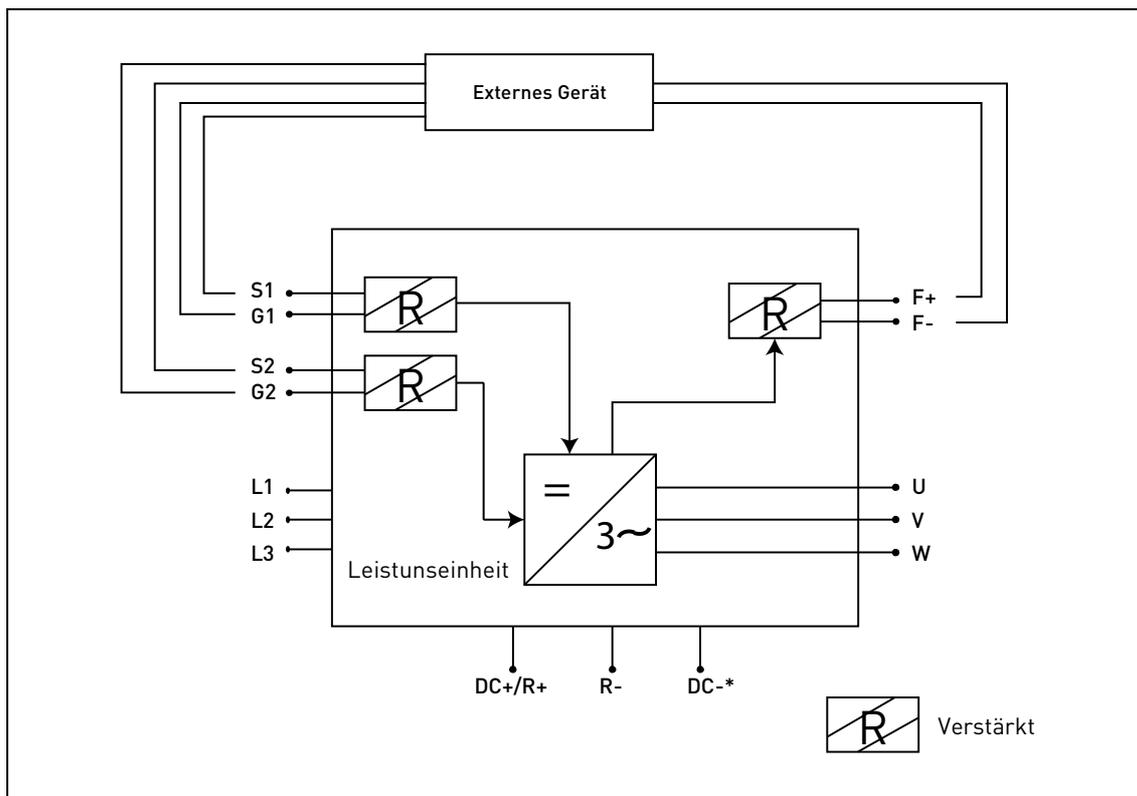 Externes Gerät
S1
G1
R
R
F+
F-
S2
G2
R
L1
L2
L3
=
3~
U
V
W
Leistunseinheit
DC+/R+
R-
DC-*
R
Verstärkt